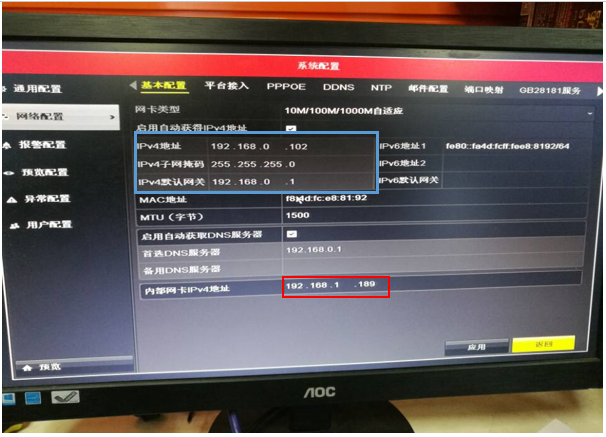 系统配置
通用配置
网络配置
报警配置
预览配置
异常配置
用户配置
预览
基本配置 平台接入 PPPOE DDNS NTP 邮件配置 端口映射 GB28181服务
网卡类型 10M/100M/1000M自适应
启用自动获得IPv4地址
IPv4地址 192.168.0.102 IPv6地址1 fe80::fa4d:fcff:fee8:8192/64
IPv4子网掩码 255.255.255.0 IPv6地址2
IPv4默认网关 192.168.0.1 IPv6默认网关
MAC地址 f8:4d:fc:e8:81:92
MTU（字节） 1500
启用自动获取DNS服务器
首选DNS服务器 192.168.0.1
备用DNS服务器
内部网卡IPv4地址 192.168.1.189
应用 返回
AOC